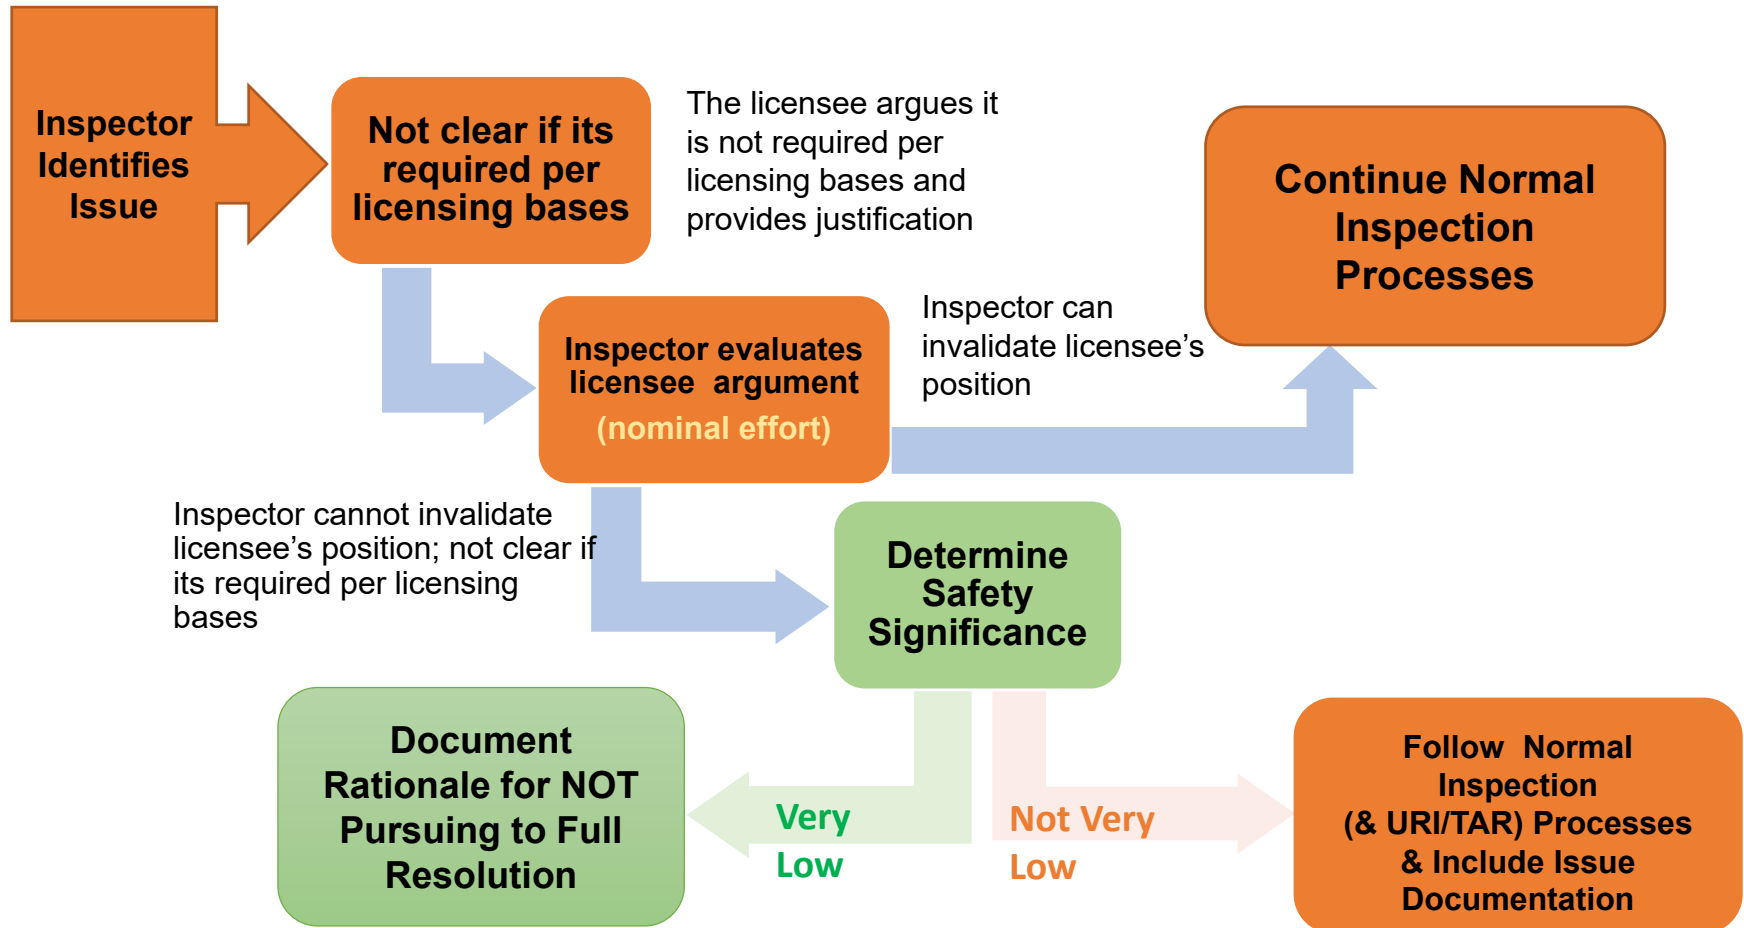 Inspector
Identifies
Issue
Not clear if its
required per
licensing bases
The licensee argues it
is not required per
licensing bases and
provides justification
Continue Normal
Inspection
Processes
Inspector evaluates
licensee argument
(nominal effort)
Inspector can
invalidate licensee’s
position
Inspector cannot invalidate
licensee’s position; not clear if
its required per licensing
bases
Determine
Safety
Significance
Document
Rationale for NOT
Pursuing to Full
Resolution
Very
Low
Not Very
Low
Follow Normal
Inspection
(& URI/TAR) Processes
& Include Issue
Documentation